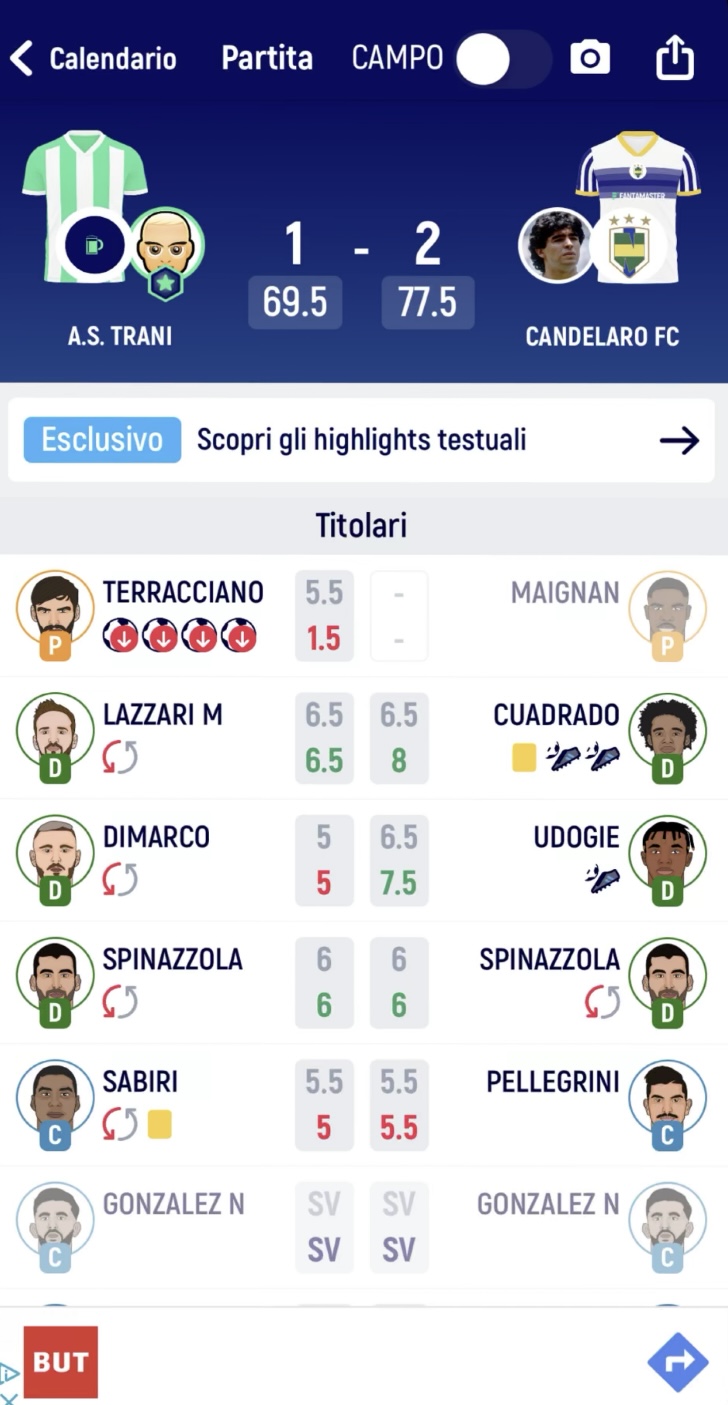 Calendario Partita CAMPO
1 - 2
69.5 77.5
A.S. TRANI CANDELARO FC
Esclusivo Scopri gli highlights testuali
Titolari
TERRACCIANO 5.5 - MAIGNAN
P 1.5 - P
LAZZARI M 6.5 6.5 CUADRADO
D 6.5 8 D
DIMARCO 5 6.5 UDOGIE
D 5 7.5 D
SPINAZZOLA 6 6 SPINAZZOLA
D 6 6 D
SABIRI 5.5 5.5 PELLEGRINI
C 5 5.5 C
GONZALEZ N SV SV GONZALEZ N
C SV SV C
BUT